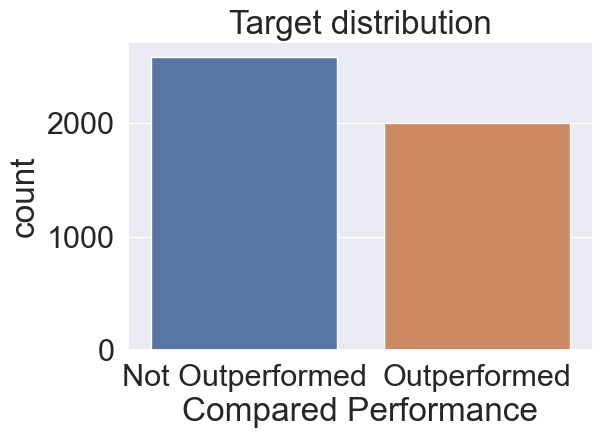 Target distribution
2000
1000
0
count
Not Outperformed
Outperformed
Compared Performance